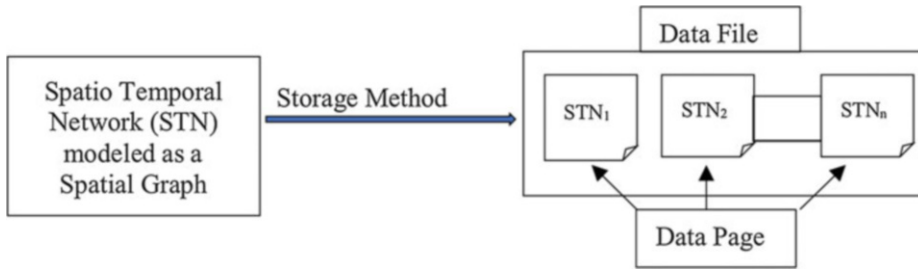 Spatio Temporal
Network (STN)
modeled as a
Spatial Graph
Storage Method
Data File
STN₁
STN₂
STNₙ
Data Page